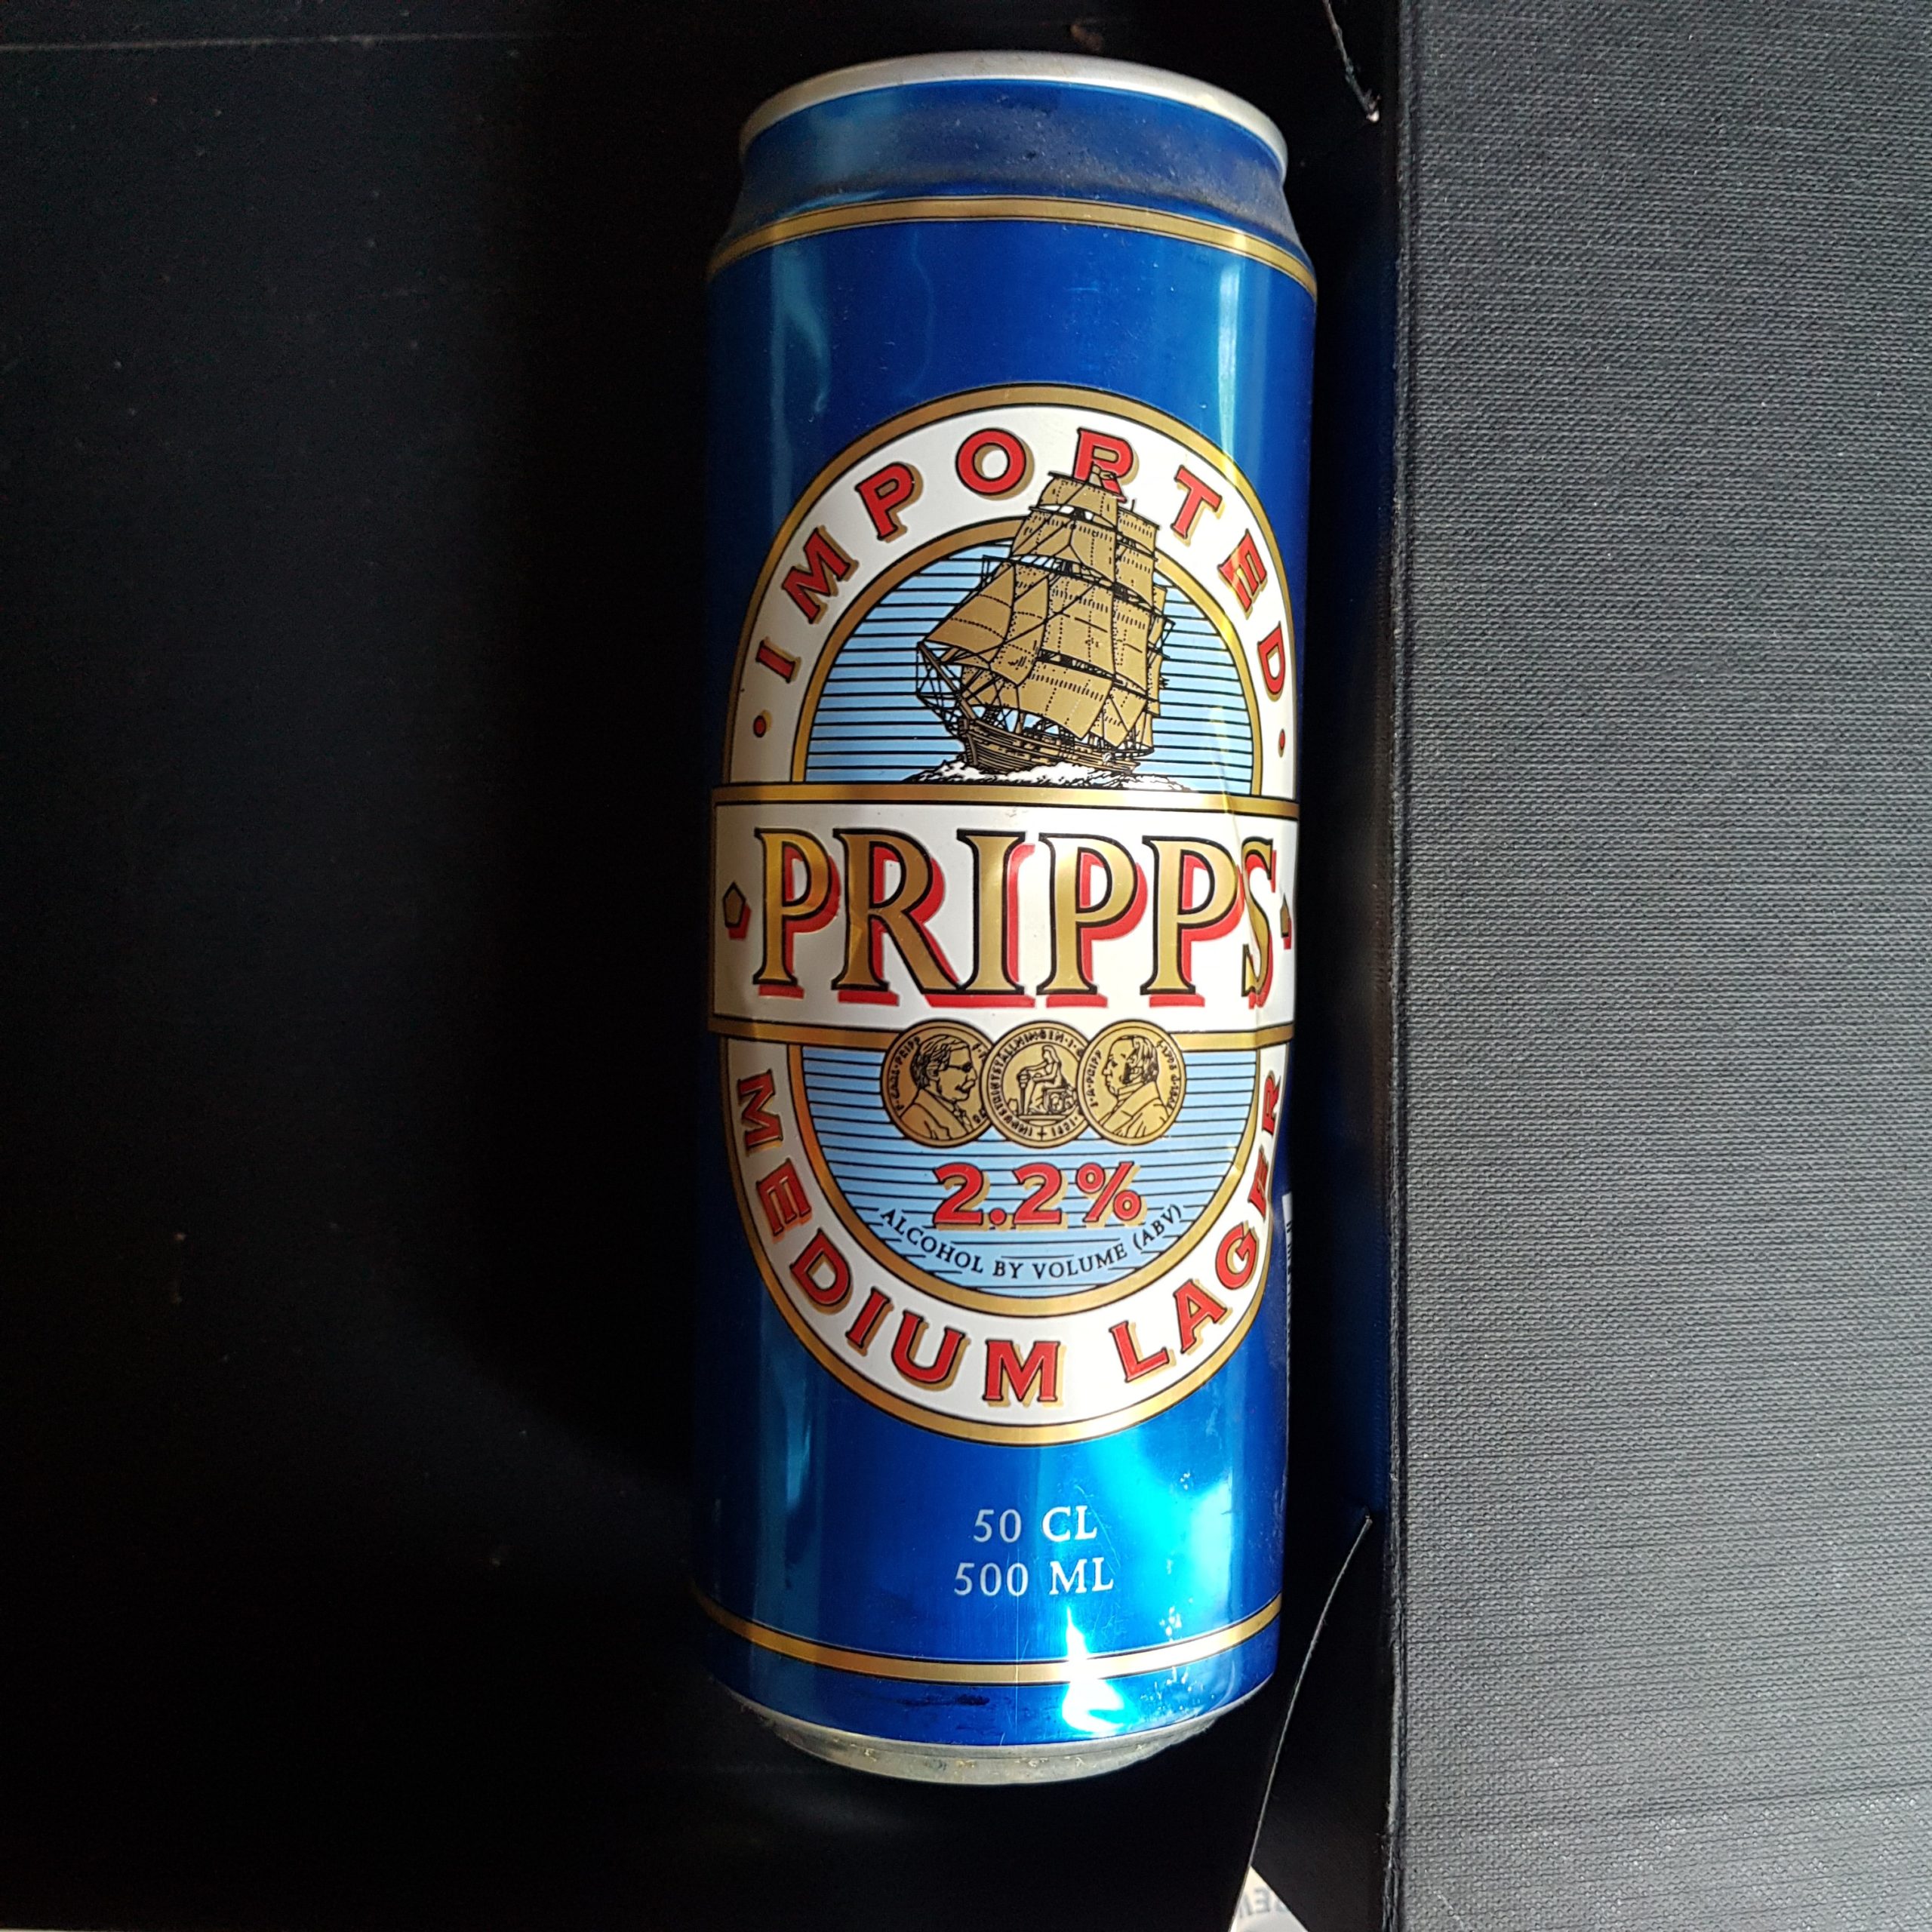 IMPORTED
PRIPPS
2.2%
ALCOHOL BY VOLUME (ABV)
MEDIUM LAGER
50 CL
500 ML